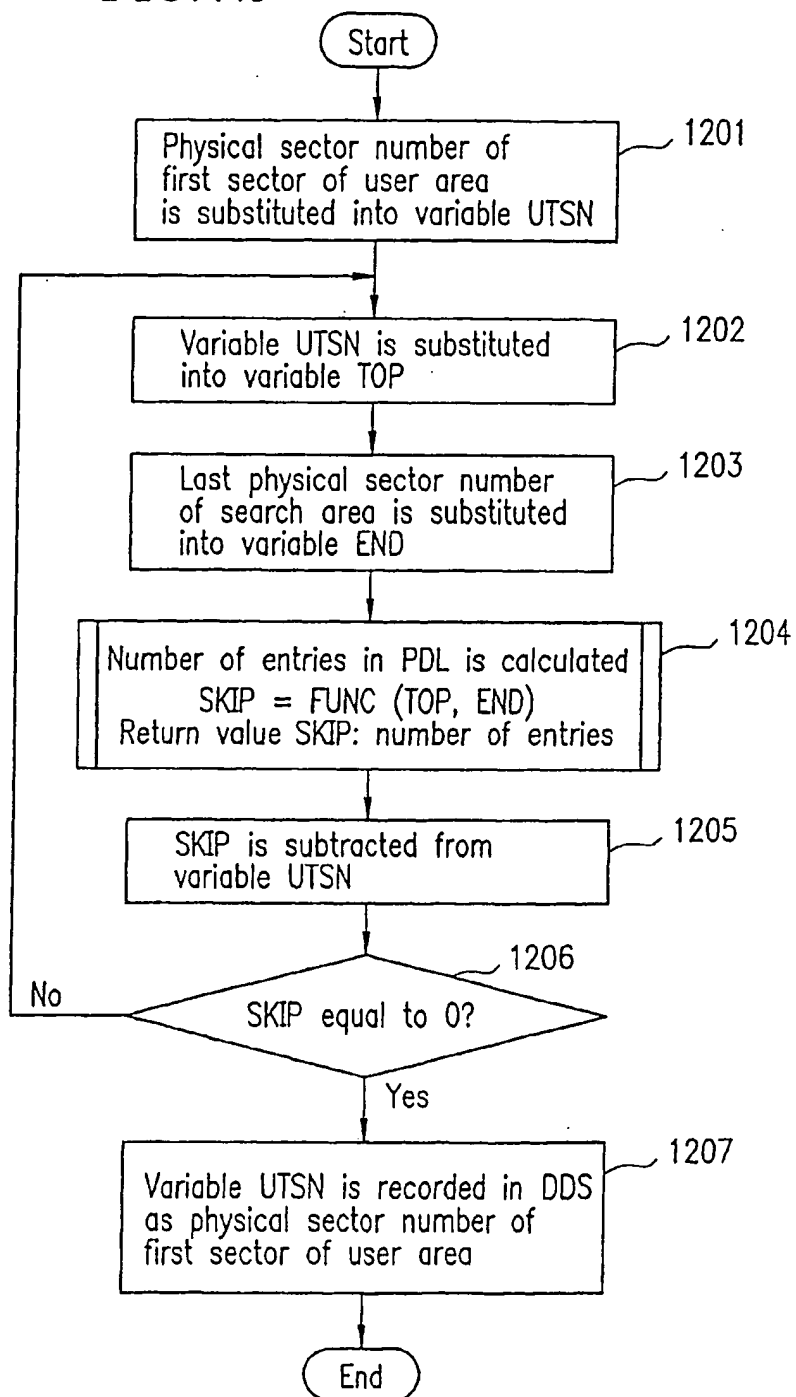 Start
Physical sector number of
first sector of user area
is substituted into variable UTSN
1201
Variable UTSN is substituted
into variable TOP
1202
Last physical sector number
of search area is substituted
into variable END
1203
Number of entries in PDL is calculated
SKIP = FUNC (TOP, END)
Return value SKIP: number of entries
1204
SKIP is subtracted from
variable UTSN
1205
SKIP equal to 0?
1206
No
Yes
Variable UTSN is recorded in DDS
as physical sector number of
first sector of user area
1207
End